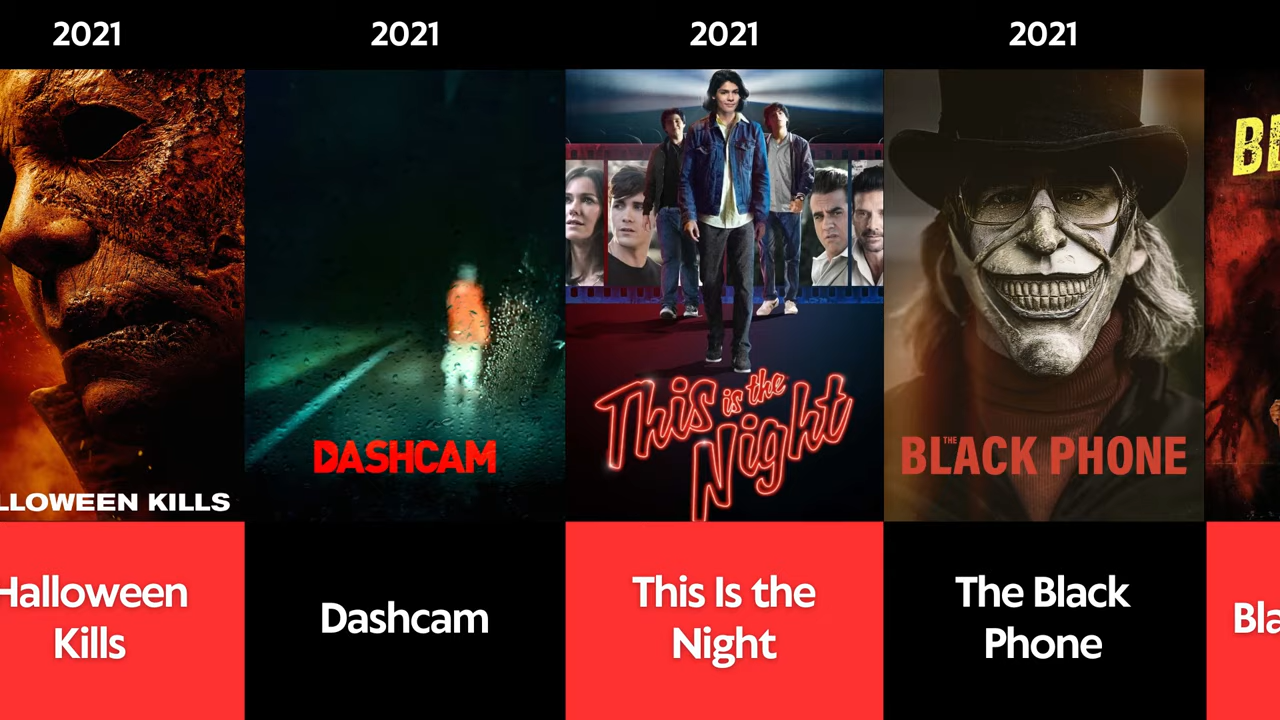 2021
2021
2021
2021
LLOWEEN KILLS
DASHCAM
This is the
Night
THE BLACK PHONE
Halloween
Kills
Dashcam
This Is the
Night
The Black
Phone